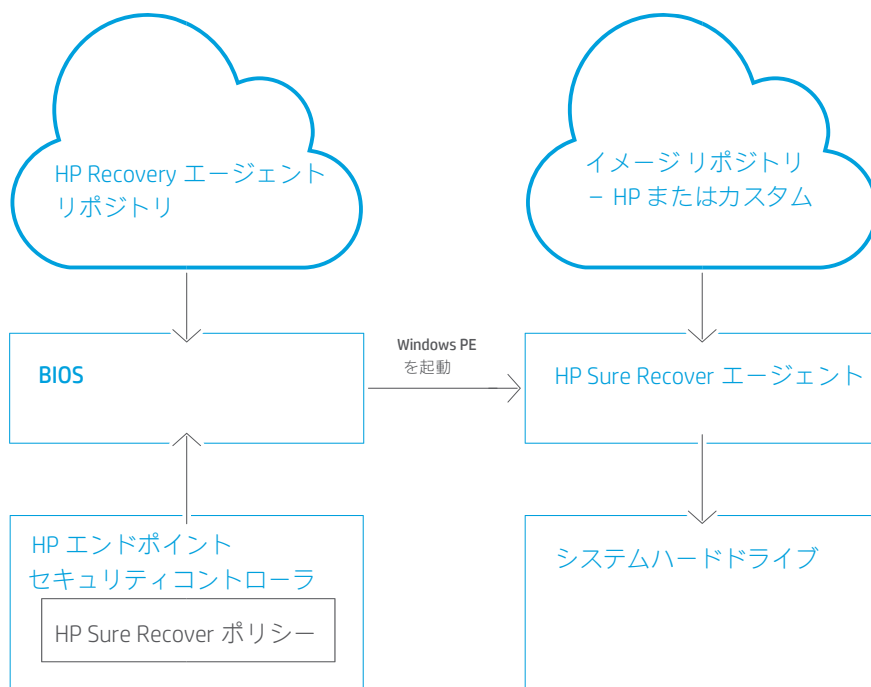 HP Recovery エージェント
リポジトリ
イメージ リポジトリ
– HP またはカスタム
BIOS
Windows PE
を起動
HP Sure Recover エージェント
HP エンドポイント
セキュリティコントローラ
HP Sure Recover ポリシー
システムハードドライブ